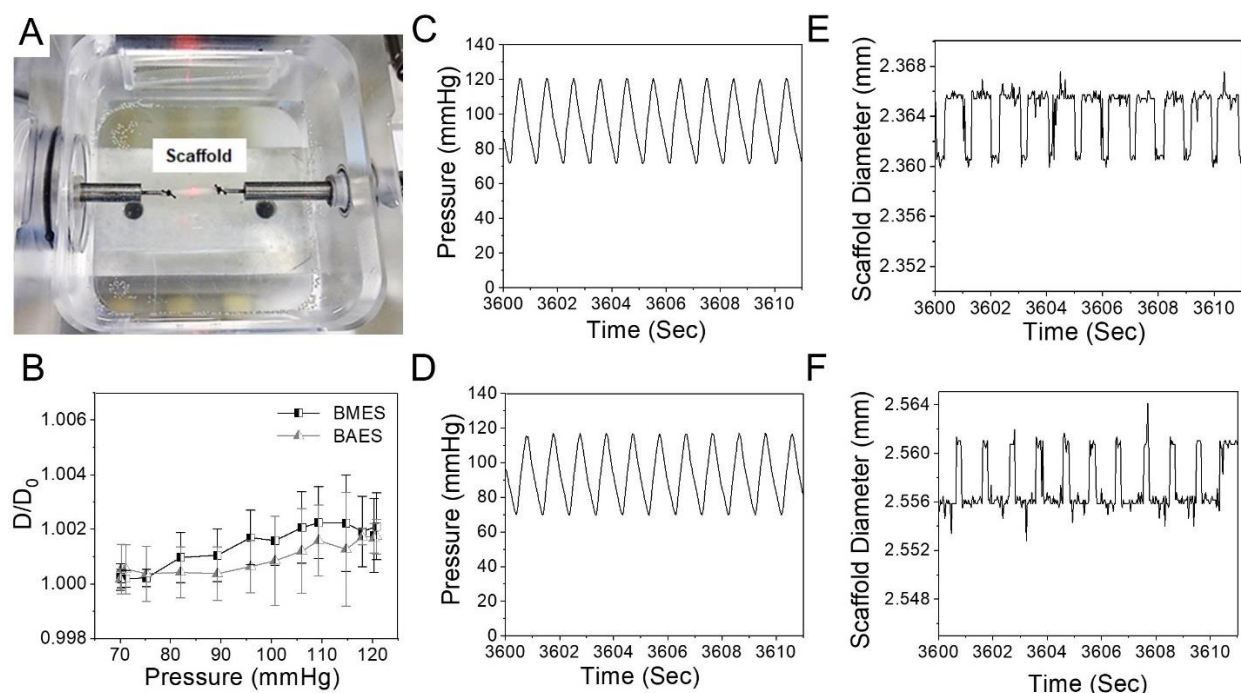 A
Scaffold
B
1.006
1.004
1.002
1.000
0.998
D/D0
BMES
BAES
70 80 90 100 110 120
Pressure (mmHg)
C
140
120
100
80
60
40
20
0
Pressure (mmHg)
3600 3602 3604 3606 3608 3610
Time (Sec)
D
140
120
100
80
60
40
20
0
Pressure (mmHg)
3600 3602 3604 3606 3608 3610
Time (Sec)
E
2.368
2.364
2.360
2.356
2.352
Scaffold Diameter (mm)
3600 3602 3604 3606 3608 3610
Time (Sec)
F
2.564
2.560
2.556
2.552
2.548
Scaffold Diameter (mm)
3600 3602 3604 3606 3608 3610
Time (Sec)